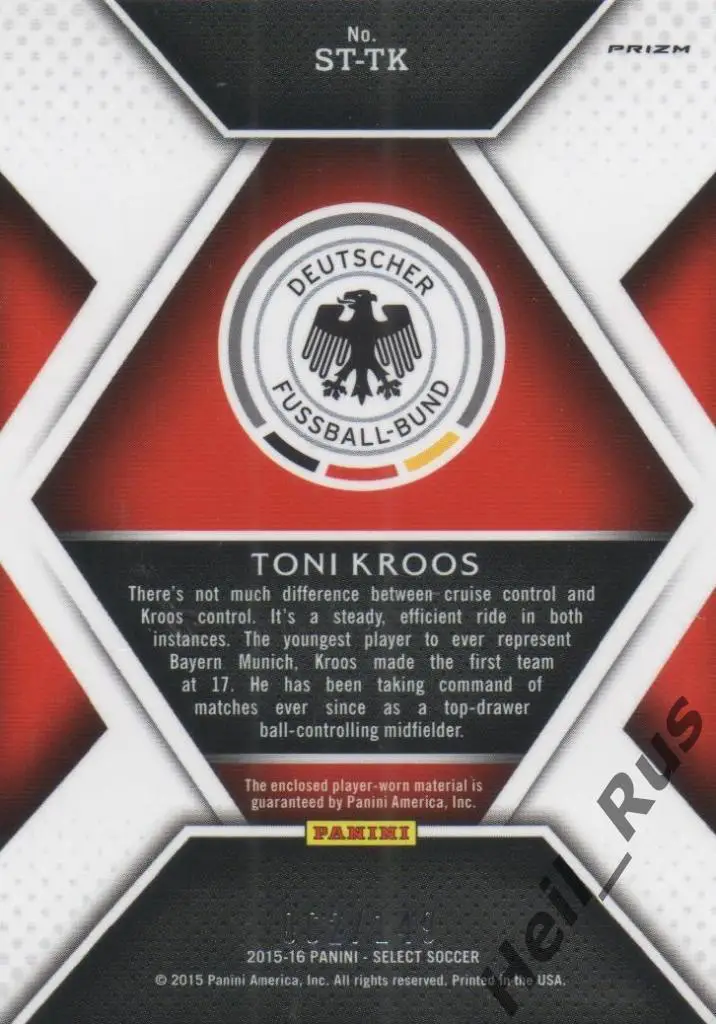 No.
ST-TK
PRIZM
DEUTSCHER
FUSSBALL-BUND
TONI KROOS
There's not much difference between cruise control and
Kroos control. It's a steady, efficient ride in both
instances. The youngest player to ever represent
Bayern Munich, Kroos made the first team
at 17. He has been taking command of
matches ever since as a top-drawer
ball-controlling midfielder.
The enclosed player-worn material is
guaranteed by Panini America, Inc.
PANINI
2015-16 PANINI - SELECT SOCCER
© 2015 Panini America, Inc. All rights reserved. Printed in the USA.
Heil_Rus